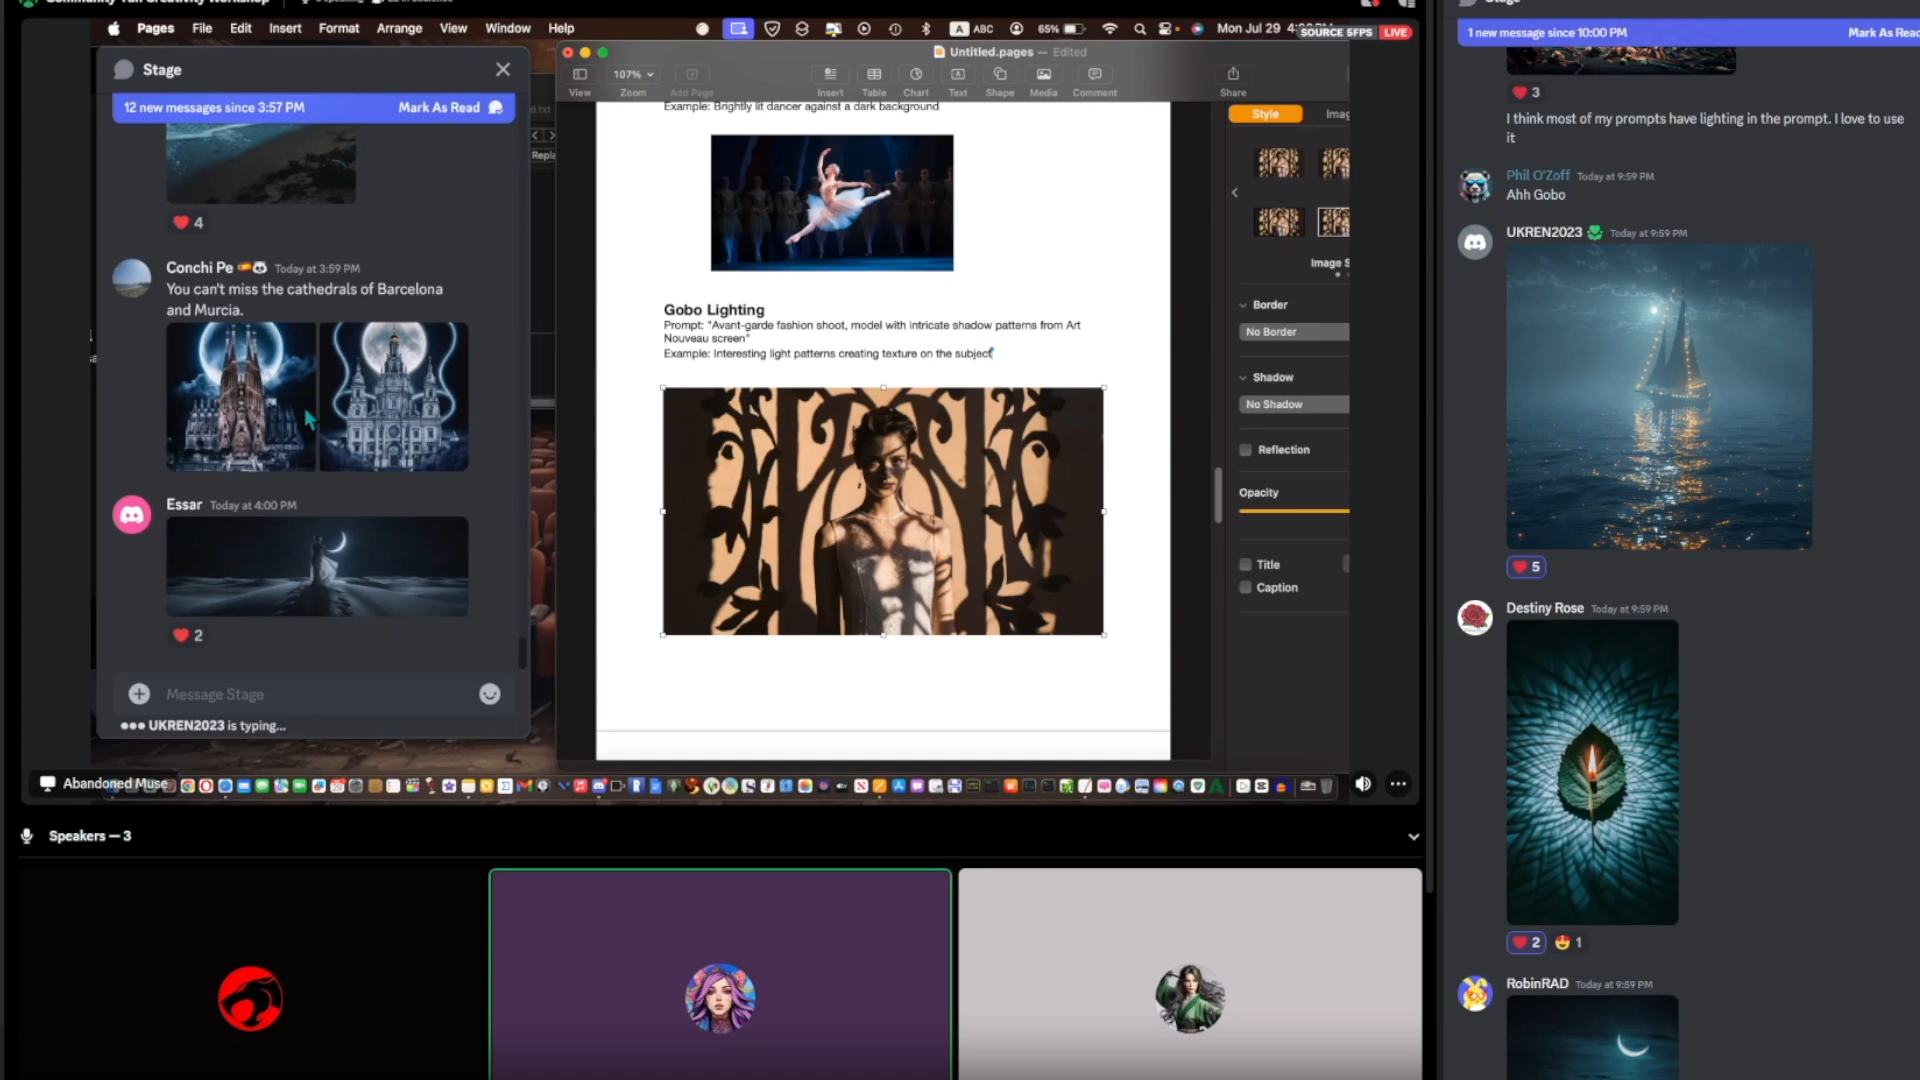 Pages File Edit Insert Format Arrange View Window Help
A ABC 65% Mon Jul 29
SOURCE 5FPS LIVE
Stage
12 new messages since 3:57 PM Mark As Read
4
Conchi Pe Today at 3:59 PM
You can't miss the cathedrals of Barcelona
and Murcia.
Essar Today at 4:00 PM
2
Message Stage
UKREN2023 is typing...
Abandoned Muse
Untitled.pages — Edited
107%
View Zoom Add Page Insert Table Chart Text Shape Media Comment Share
Example: Brightly lit dancer against a dark background
Gobo Lighting
Prompt: "Avant-garde fashion shoot, model with intricate shadow patterns from Art
Nouveau screen"
Example: Interesting light patterns creating texture on the subject
Style
Border
No Border
Shadow
No Shadow
Reflection
Opacity
Title
Caption
Speakers — 3
1 new message since 10:00 PM Mark As Read
3
I think most of my prompts have lighting in the prompt. I love to use
it
Phil O'Zoff Today at 9:59 PM
Ahh Gobo
UKREN2023 Today at 9:59 PM
5
Destiny Rose Today at 9:59 PM
2 1
RobinRAD Today at 9:59 PM